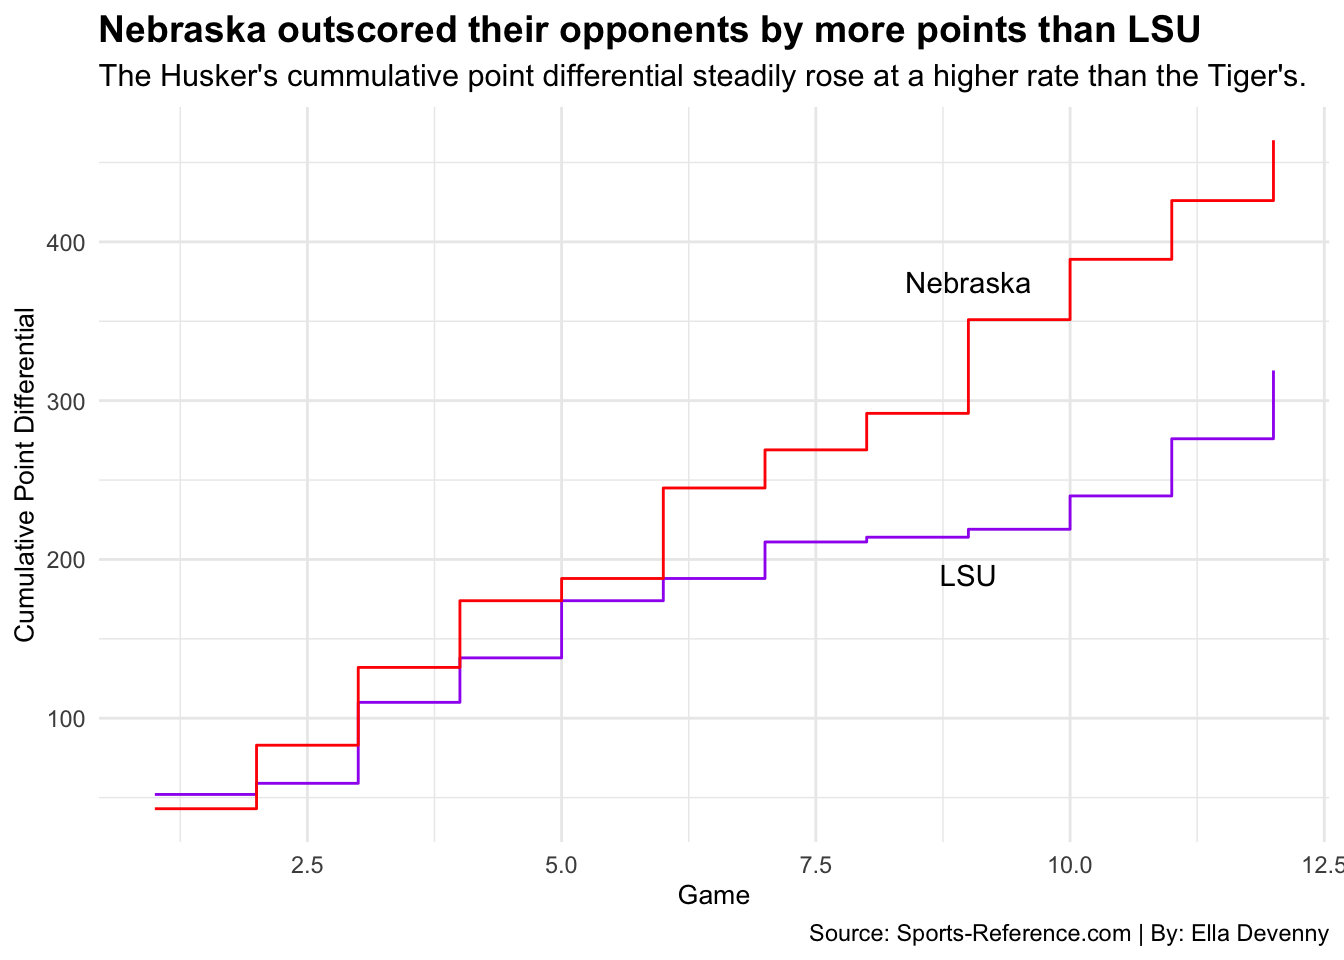 Nebraska outscored their opponents by more points than LSU
The Husker's cummulative point differential steadily rose at a higher rate than the Tiger's.
Cumulative Point Differential
400
300
200
100
Nebraska
LSU
2.5
5.0
7.5
10.0
12.5
Game
Source: Sports-Reference.com | By: Ella Devenny